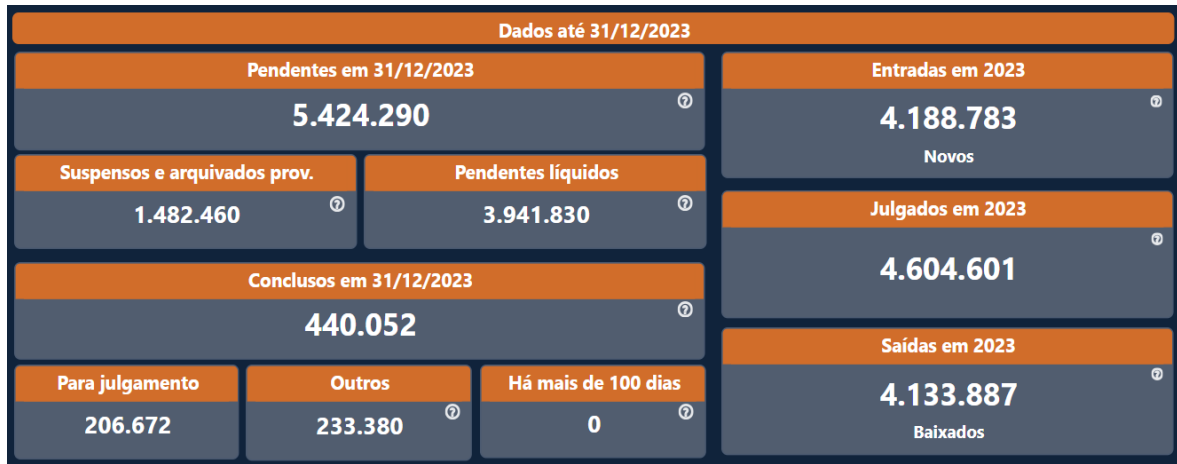 Dados até 31/12/2023
Pendentes em 31/12/2023
5.424.290
Suspensos e arquivados prov.
1.482.460
Pendentes líquidos
3.941.830
Conclusos em 31/12/2023
440.052
Para julgamento
206.672
Outros
233.380
Há mais de 100 dias
0
Entradas em 2023
4.188.783
Novos
Julgados em 2023
4.604.601
Saídas em 2023
4.133.887
Baixados